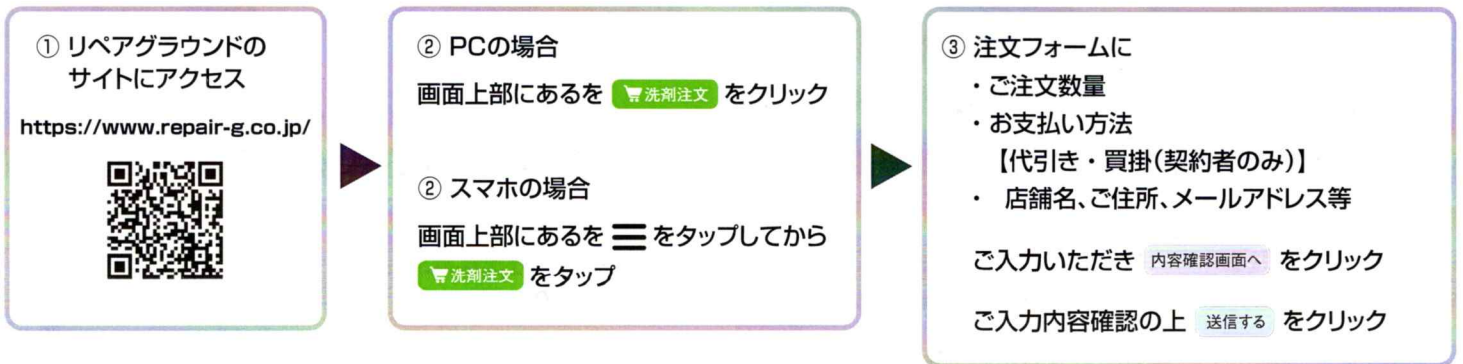 ① リペアグラウンドの
サイトにアクセス
https://www.repair-g.co.jp/
② PCの場合
画面上部にあるを 洗剤注文 をクリック
② スマホの場合
画面上部にあるを をタップしてから
洗剤注文 をタップ
③ 注文フォームに
・ご注文数量
・お支払い方法
【代引き・買掛(契約者のみ)】
・ 店舗名、ご住所、メールアドレス等
ご入力いただき 内容確認画面へ をクリック
ご入力内容確認の上 送信する をクリック